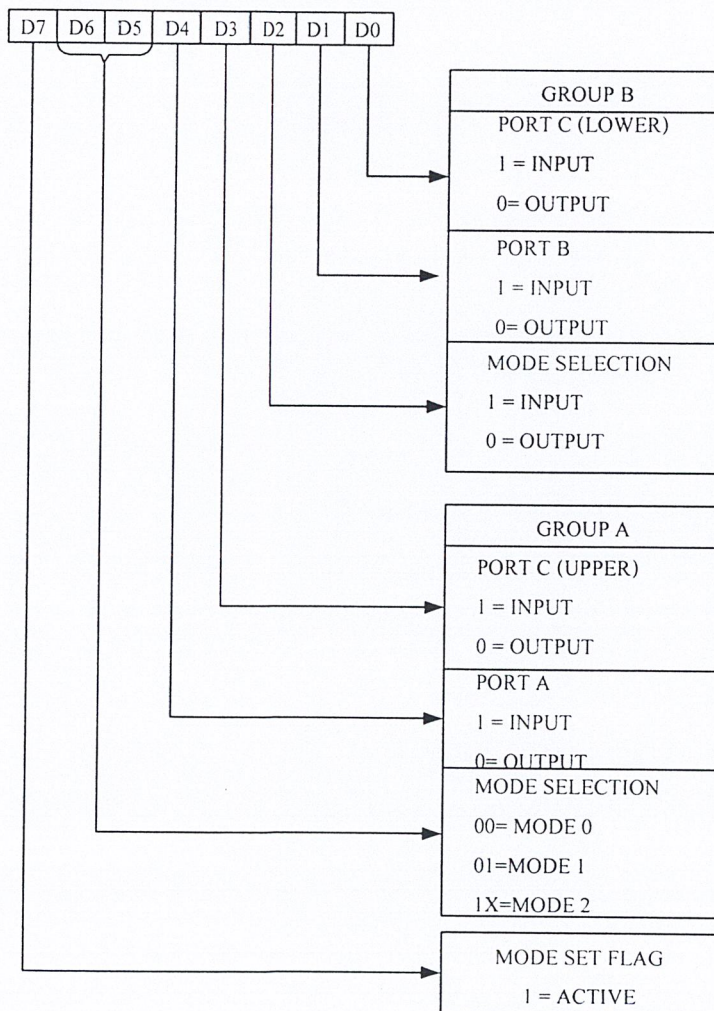 D7 D6 D5 D4 D3 D2 D1 D0
GROUP B
PORT C (LOWER)
1 = INPUT
0= OUTPUT
PORT B
1 = INPUT
0= OUTPUT
MODE SELECTION
1 = INPUT
0 = OUTPUT
GROUP A
PORT C (UPPER)
1 = INPUT
0 = OUTPUT
PORT A
1 = INPUT
0= OUTPUT
MODE SELECTION
00= MODE 0
01=MODE 1
1X=MODE 2
MODE SET FLAG
1 = ACTIVE